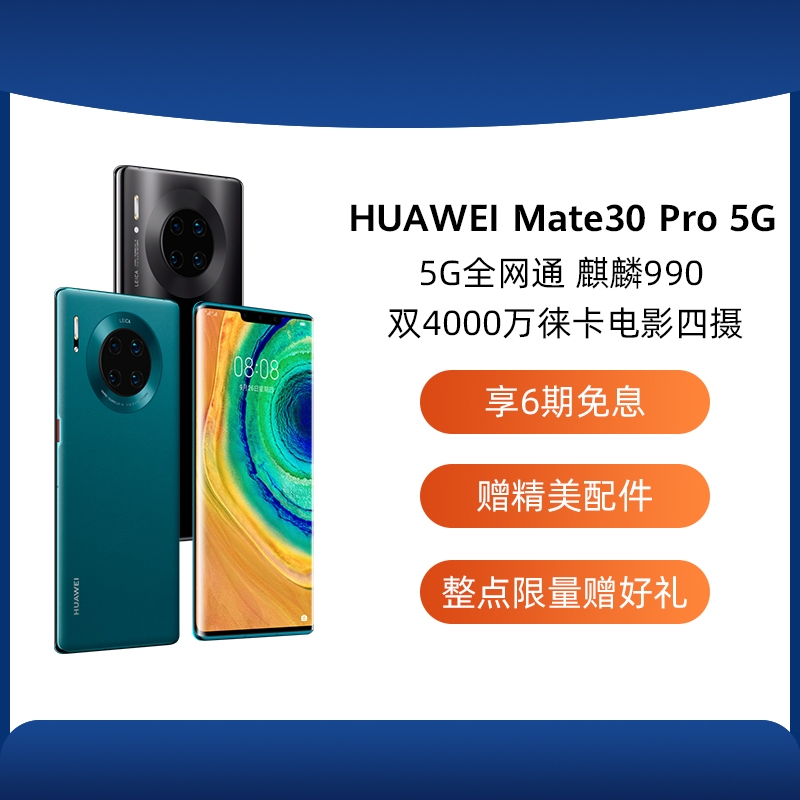 HUAWEI Mate30 Pro 5G
5G全网通 麒麟990
双4000万徕卡电影四摄
享6期免息
赠精美配件
整点限量赠好礼
LEICA
LEICA
08:08
HUAWEI